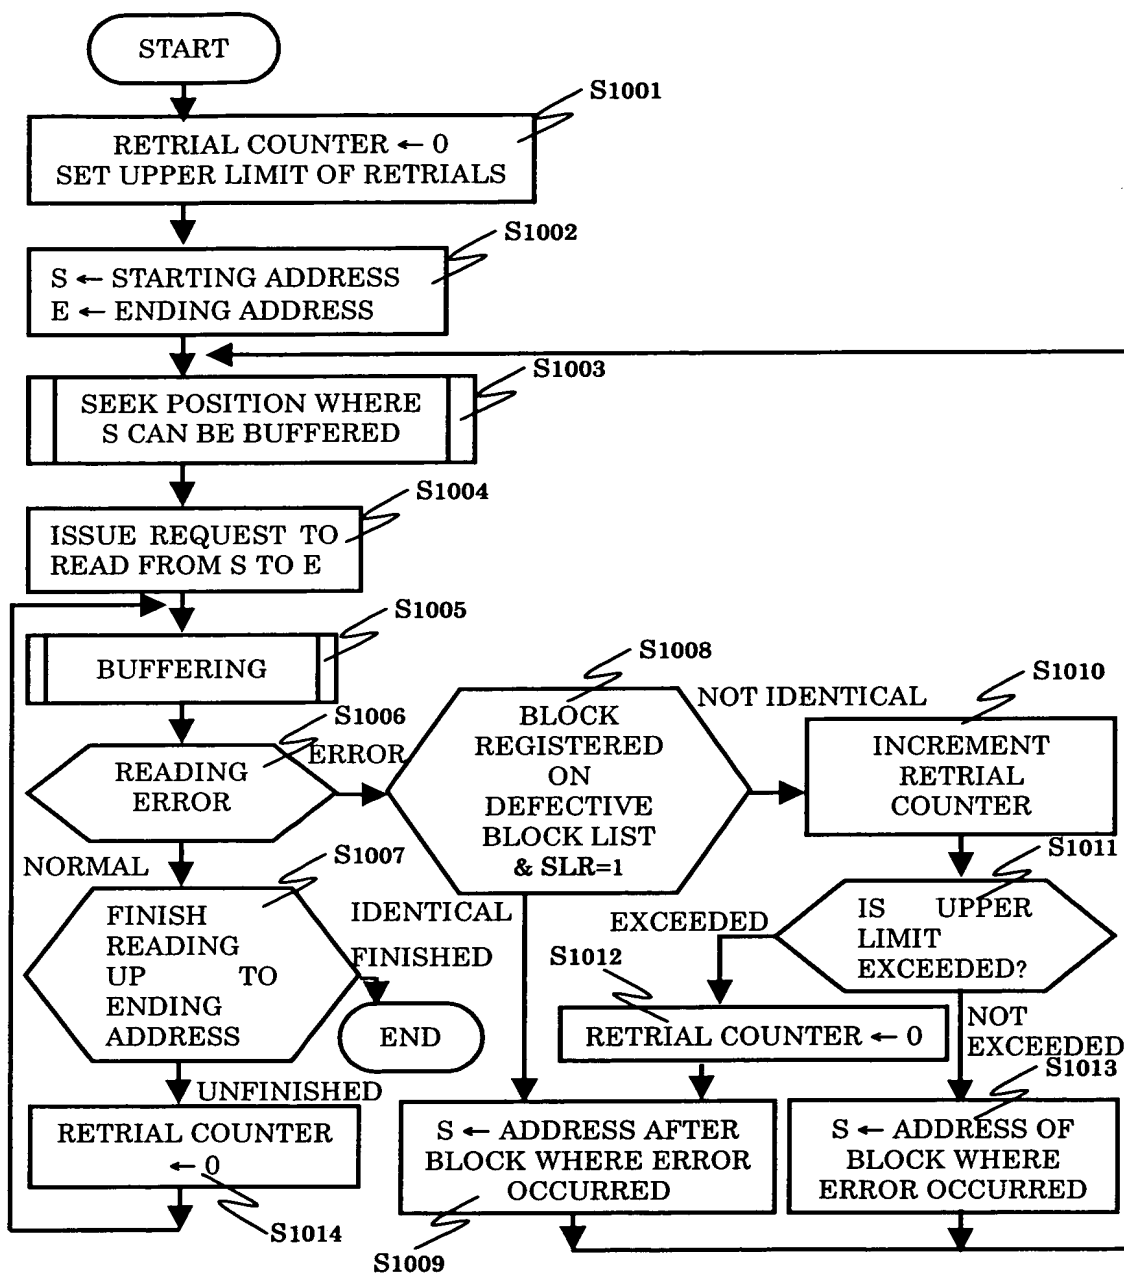 START
S1001
RETRIAL COUNTER ← 0
SET UPPER LIMIT OF RETRIALS
S1002
S ← STARTING ADDRESS
E ← ENDING ADDRESS
S1003
SEEK POSITION WHERE
S CAN BE BUFFERED
S1004
ISSUE REQUEST TO
READ FROM S TO E
S1005
BUFFERING
S1006
READING
ERROR
ERROR
S1008
BLOCK
REGISTERED
ON
DEFECTIVE
BLOCK LIST
& SLR=1
NOT IDENTICAL
S1010
INCREMENT
RETRIAL
COUNTER
NORMAL
S1007
FINISH
READING
UP TO
ENDING
ADDRESS
IDENTICAL
FINISHED
END
S1011
IS UPPER
LIMIT
EXCEEDED?
EXCEEDED
S1012
RETRIAL COUNTER ← 0
NOT
EXCEEDED
S1013
UNFINISHED
RETRIAL COUNTER
← 0
S1014
S ← ADDRESS AFTER
BLOCK WHERE ERROR
OCCURRED
S1009
S ← ADDRESS OF
BLOCK WHERE
ERROR OCCURRED